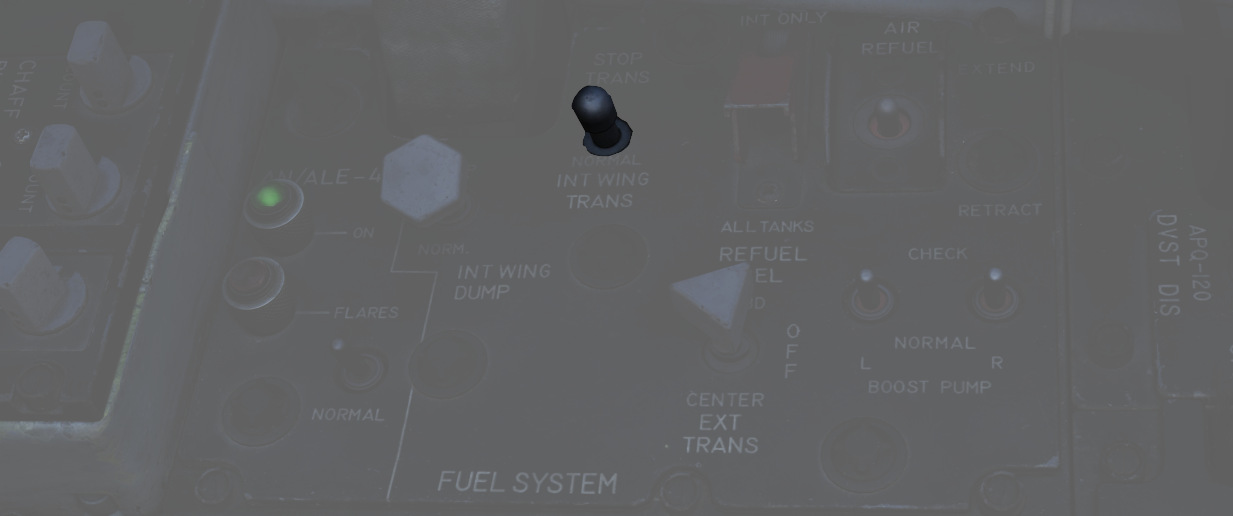 CHAFF
AN/ALE-4
ON
FLARES
NORMAL
NORM.
INT WING
DUMP
STOP
TRANS
NORMAL
INT WING
TRANS
INT ONLY
ALL TANKS
REFUEL
EL
D
OFF
CENTER
EXT
TRANS
FUEL SYSTEM
AIR
REFUEL
EXTEND
RETRACT
CHECK
NORMAL
L
R
BOOST PUMP
APQ-120
DVST DIS